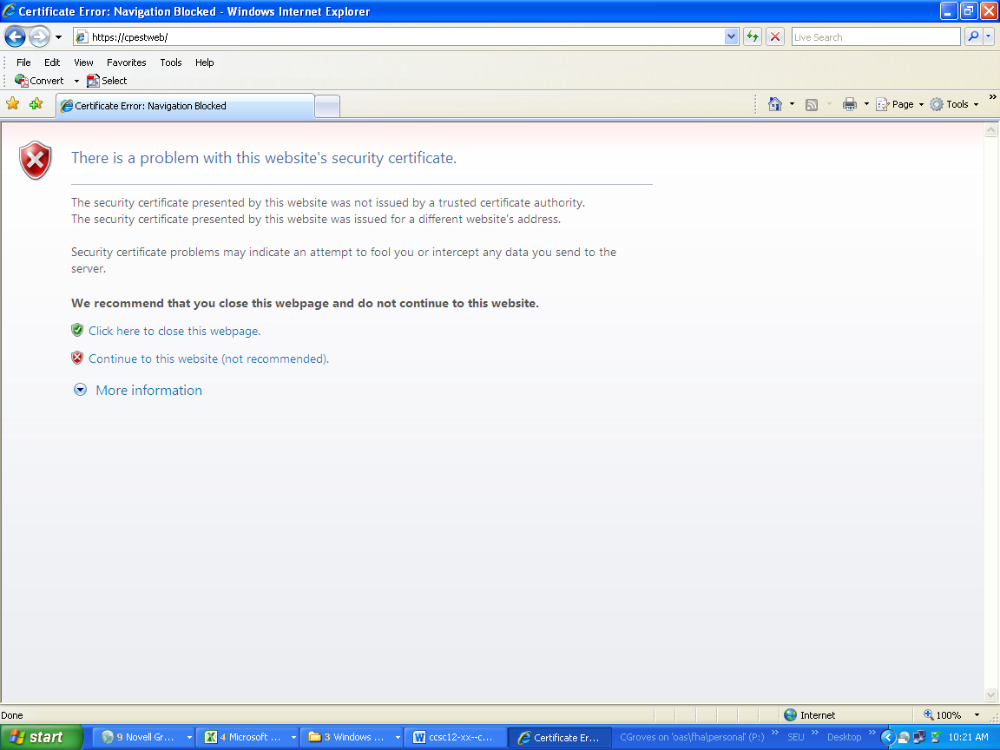 Certificate Error: Navigation Blocked - Windows Internet Explorer
https://cpestweb/
Live Search
File Edit View Favorites Tools Help
Convert Select
Certificate Error: Navigation Blocked
Page Tools »
There is a problem with this website's security certificate.
The security certificate presented by this website was not issued by a trusted certificate authority.
The security certificate presented by this website was issued for a different website's address.
Security certificate problems may indicate an attempt to fool you or intercept any data you send to the
server.
We recommend that you close this webpage and do not continue to this website.
Click here to close this webpage.
Continue to this website (not recommended).
More information
Done Internet 100%
start 9 Novell Gr... 4 Microsoft ... 3 Windows ... ccsc12-xx--c... Certificate Er... CGroves on 'oas\fha\personal' (P:) » SEU » Desktop » 10:21 AM